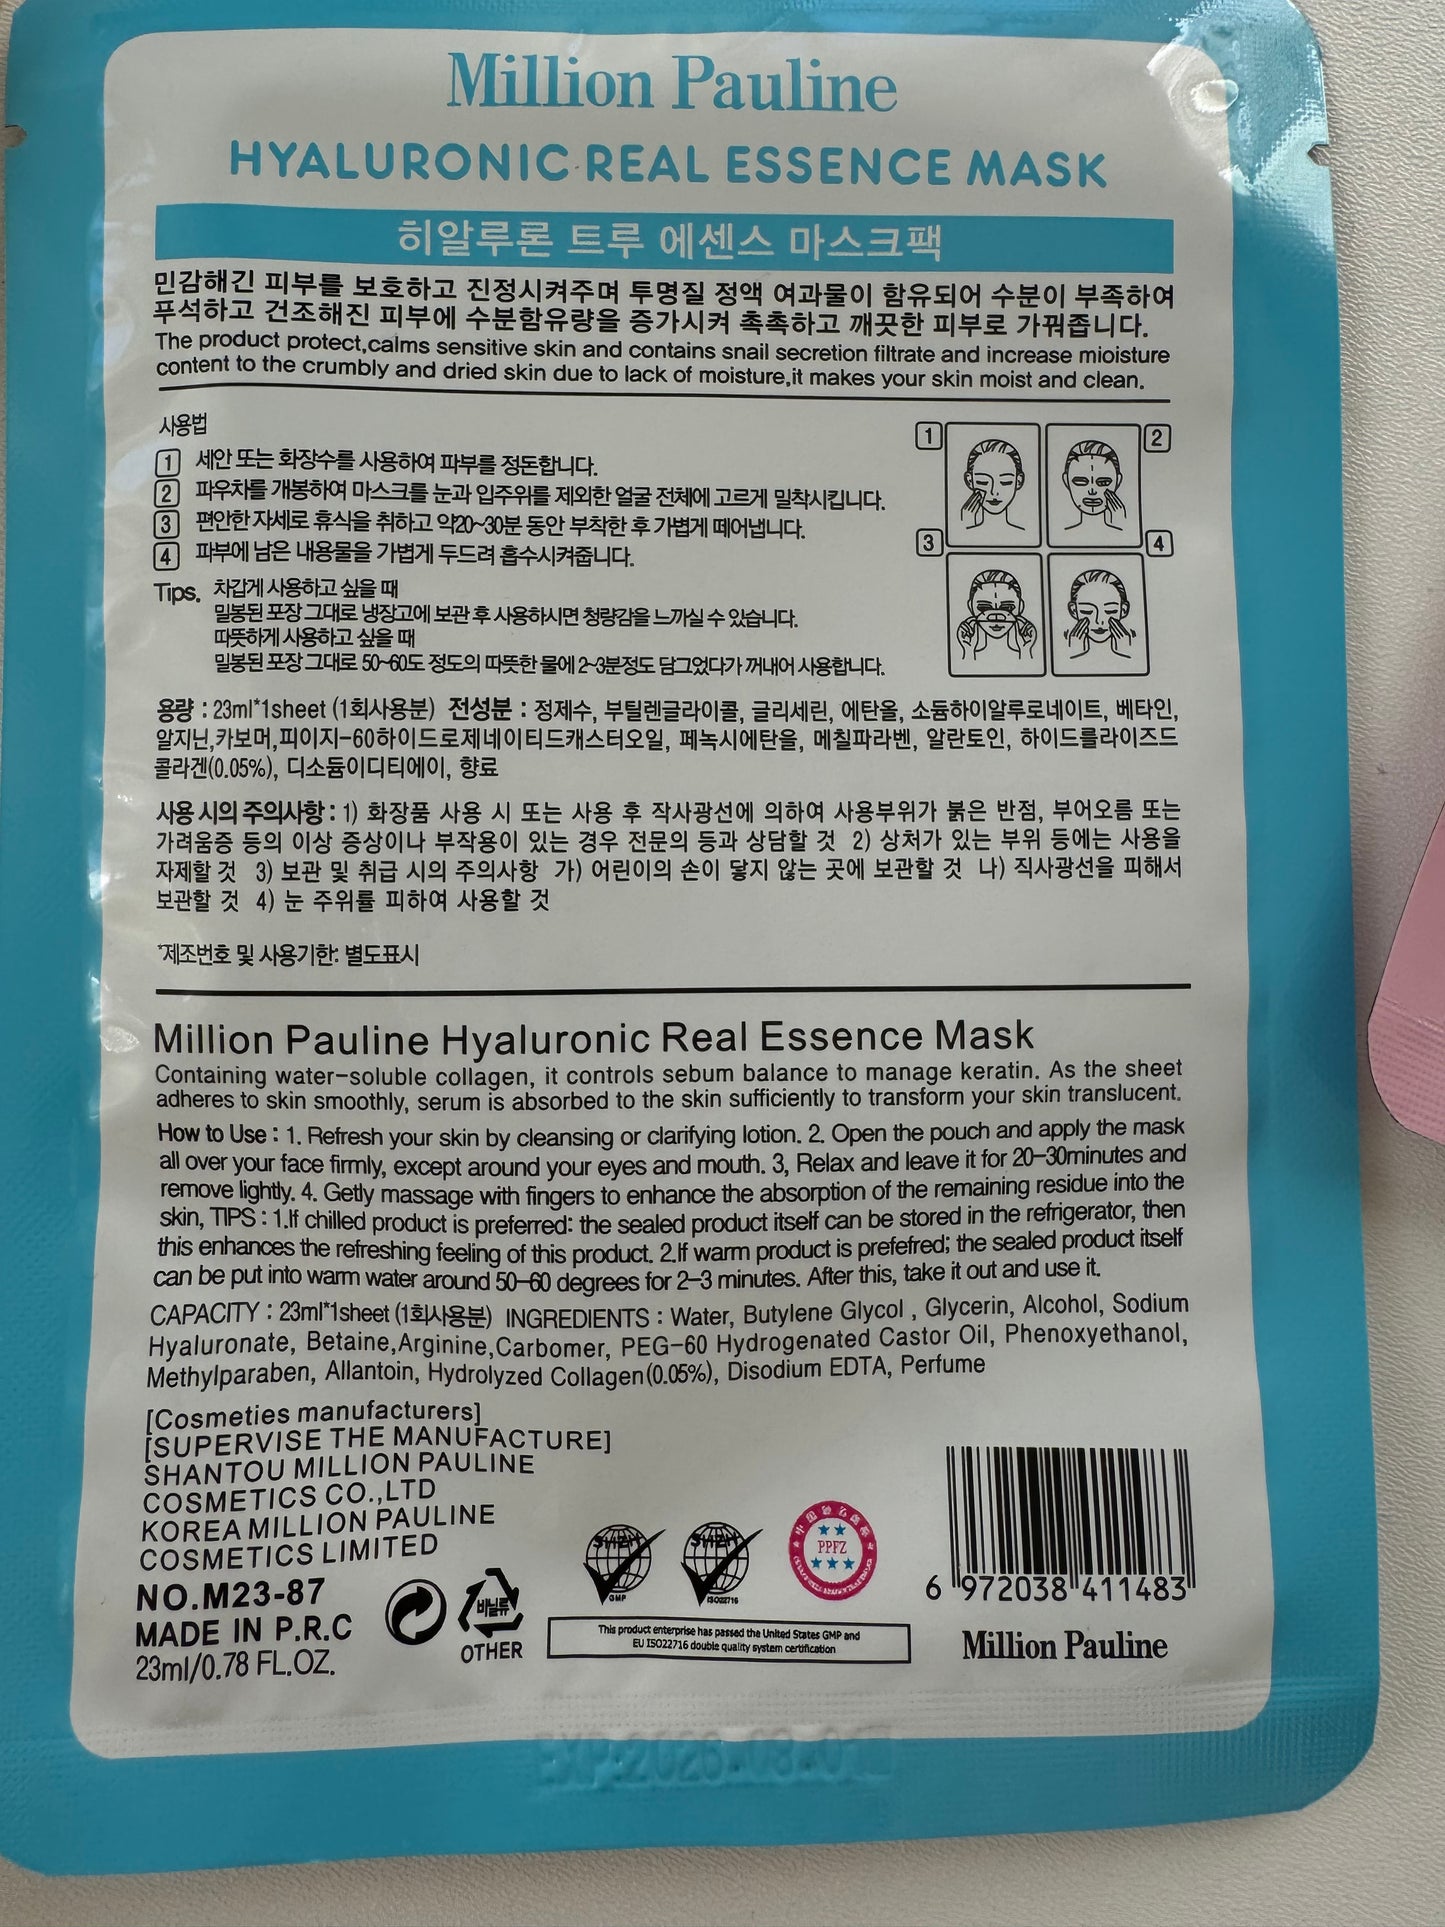 Million Pauline
HYALURONIC REAL ESSENCE MASK
히알루론 트루 에센스 마스크팩
민감해긴 피부를 보호하고 진정시켜주며 투명질 정액 여과물이 함유되어 수분이 부족하여
푸석하고 건조해진 피부에 수분함유량을 증가시켜 촉촉하고 깨끗한 피부로 가꿔줍니다.
The product protect,calms sensitive skin and contains snail secretion filtrate and increase mioisture
content to the crumbly and dried skin due to lack of moisture,it makes your skin moist and clean.
사용법
1 세안 또는 화장수를 사용하여 파부를 정돈합니다.
2 파우차를 개봉하여 마스크를 눈과 입주위를 제외한 얼굴 전체에 고르게 밀착시킵니다.
3 편안한 자세로 휴식을 취하고 약20~30분 동안 부착한 후 가볍게 떼어냅니다.
4 파부에 남은 내용물을 가볍게 두드려 흡수시켜줍니다.
1 2
3 4
Tips. 차갑게 사용하고 싶을 때
밀봉된 포장 그대로 냉장고에 보관 후 사용하시면 청량감을 느끼실 수 있습니다.
따뜻하게 사용하고 싶을 때
밀봉된 포장 그대로 50~60도 정도의 따뜻한 물에 2~3분정도 담그었다가 꺼내어 사용합니다.
용량 : 23ml*1sheet (1회사용분) 전성분 : 정제수, 부틸렌글라이콜, 글리세린, 에탄올, 소듐하이알루로네이트, 베타인,
알지닌,카보머,피이지-60하이드로제네이티드캐스터오일, 페녹시에탄올, 메칠파라벤, 알란토인, 하이드롤라이즈드
콜라겐(0.05%), 디소듐이디티에이, 향료
사용 시의 주의사항 : 1) 화장품 사용 시 또는 사용 후 작사광선에 의하여 사용부위가 붉은 반점, 부어오름 또는
가려움증 등의 이상 증상이나 부작용이 있는 경우 전문의 등과 상담할 것 2) 상처가 있는 부위 등에는 사용을
자제할 것 3) 보관 및 취급 시의 주의사항 가) 어린이의 손이 닿지 않는 곳에 보관할 것 나) 직사광선을 피해서
보관할 것 4) 눈 주위를 피하여 사용할 것
*제조번호 및 사용기한: 별도표시
Million Pauline Hyaluronic Real Essence Mask
Containing water-soluble collagen, it controls sebum balance to manage keratin. As the sheet
adheres to skin smoothly, serum is absorbed to the skin sufficiently to transform your skin translucent.
How to Use : 1. Refresh your skin by cleansing or clarifying lotion. 2. Open the pouch and apply the mask
all over your face firmly, except around your eyes and mouth. 3, Relax and leave it for 20-30minutes and
remove lightly. 4. Getly massage with fingers to enhance the absorption of the remaining residue into the
skin, TIPS : 1.If chilled product is preferred: the sealed product itself can be stored in the refrigerator, then
this enhances the refreshing feeling of this product. 2.If warm product is prefefred; the sealed product itself
can be put into warm water around 50-60 degrees for 2-3 minutes. After this, take it out and use it.
CAPACITY : 23ml*1sheet (1회사용분) INGREDIENTS : Water, Butylene Glycol , Glycerin, Alcohol, Sodium
Hyaluronate, Betaine,Arginine,Carbomer, PEG-60 Hydrogenated Castor Oil, Phenoxyethanol,
Methylparaben, Allantoin, Hydrolyzed Collagen(0.05%), Disodium EDTA, Perfume
[Cosmeties manufacturers]
[SUPERVISE THE MANUFACTURE]
SHANTOU MILLION PAULINE
COSMETICS CO.,LTD
KOREA MILLION PAULINE
COSMETICS LIMITED
NO.M23-87
MADE IN P.R.C
23ml/0.78 FL.OZ.
비닐류
OTHER
SHZH
GMP
SHZH
ISO22716
PPFZ
This product enterprise has passed the United States GMP and
EU ISO22716 double quality system certification
6 972038 411483
Million Pauline